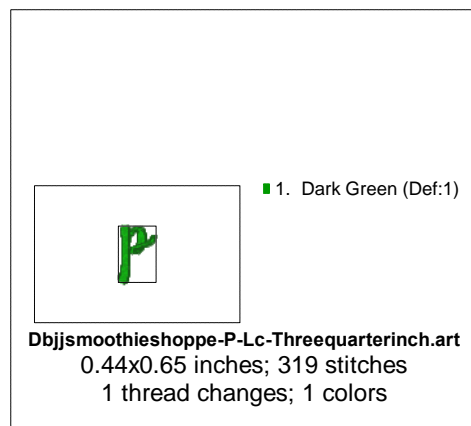 p
1. Dark Green (Def:1)
Dbjjsmoothieshoppe-P-Lc-Threequarterinch.art
0.44x0.65 inches; 319 stitches
1 thread changes; 1 colors